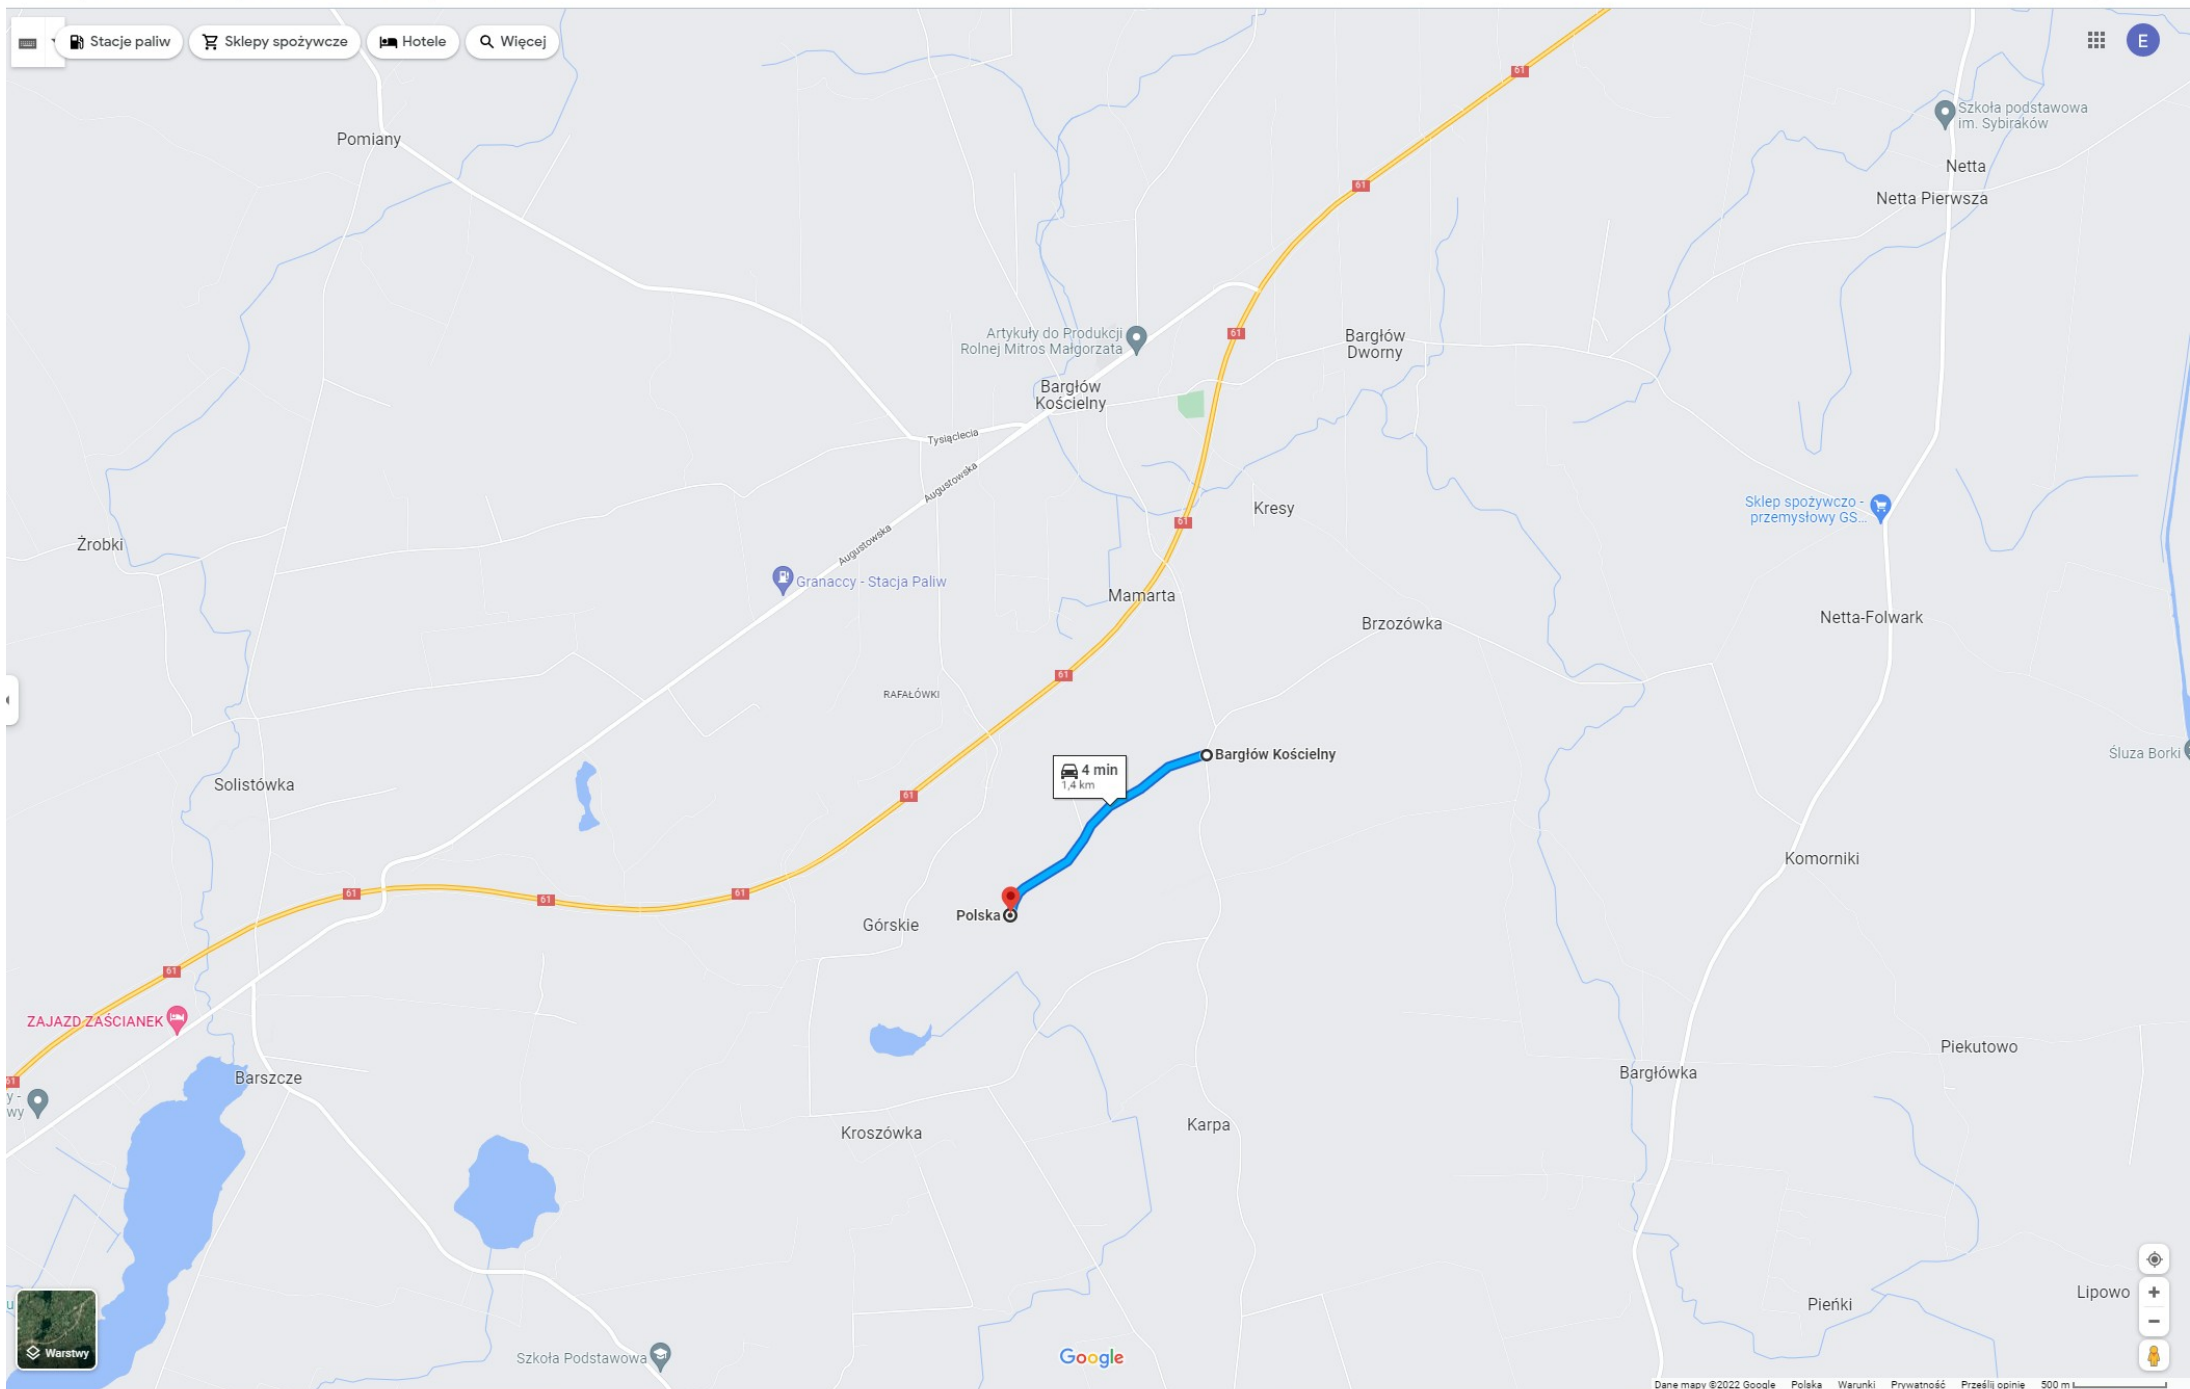 Stacje paliw
Sklepy spożywcze
Hotele
Więcej
E
61
Szkoła podstawowa
im. Sybiraków
Pomiany
Netta
61
Netta Pierwsza
Artykuły do Produkcji
Rolnej Mitros Małgorzata
61
Bargłów
Dworny
Bargłów
Kościelny
Tysiąclecia
Augustowska
Sklep spożywczo -
przemysłowy GS...
Kresy
61
Żrobki
Augustowska
Granaccy - Stacja Paliw
Mamarta
Netta-Folwark
Brzozówka
61
RAFAŁÓWKI
Bargłów Kościelny
Śluza Borki
4 min
1,4 km
Solistówka
61
Komorniki
61
61
61
Polska
Górskie
61
ZAJAZD ZAŚCIANEK
Piekutowo
Bargłówka
Barszcze
61
y -
wy
Karpa
Kroszówka
Lipowo
Pieńki
u
Warstwy
Szkoła Podstawowa
Google
Dane mapy ©2022 Google Polska Warunki Prywatność Prześlij opinię 500 m